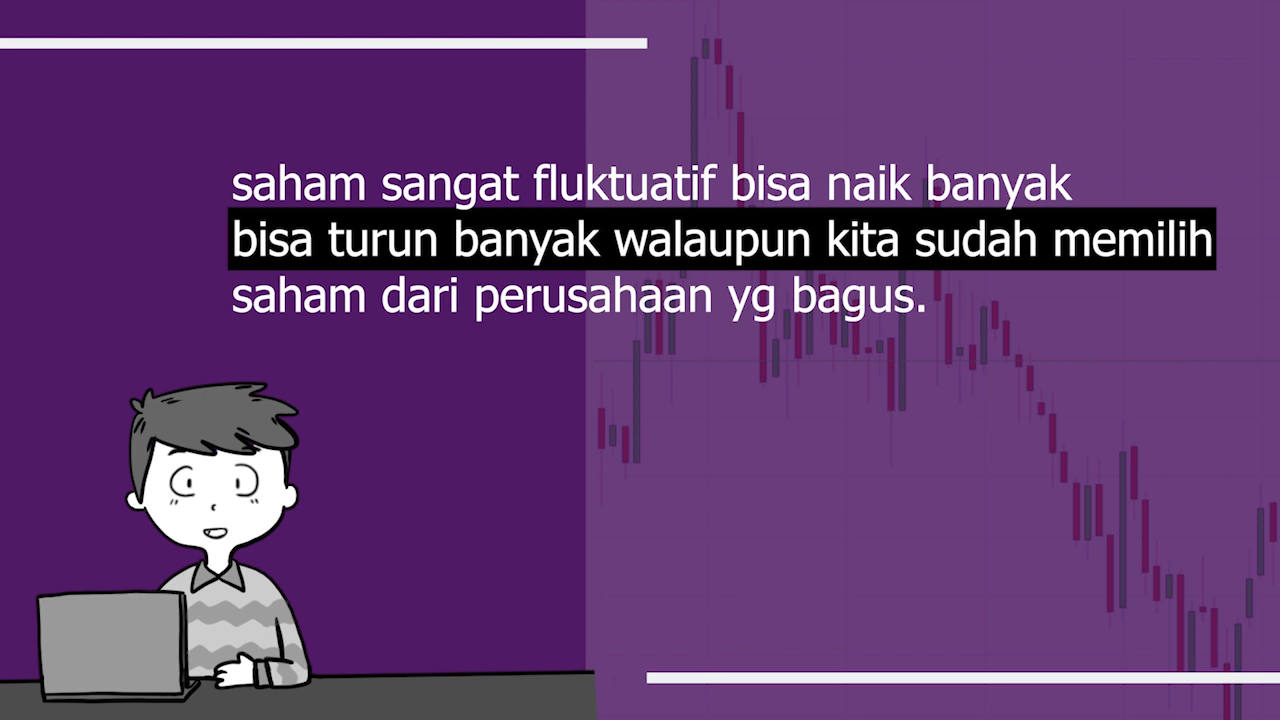 saham sangat fluktuatif bisa naik banyak
bisa turun banyak walaupun kita sudah memilih
saham dari perusahaan yg bagus.